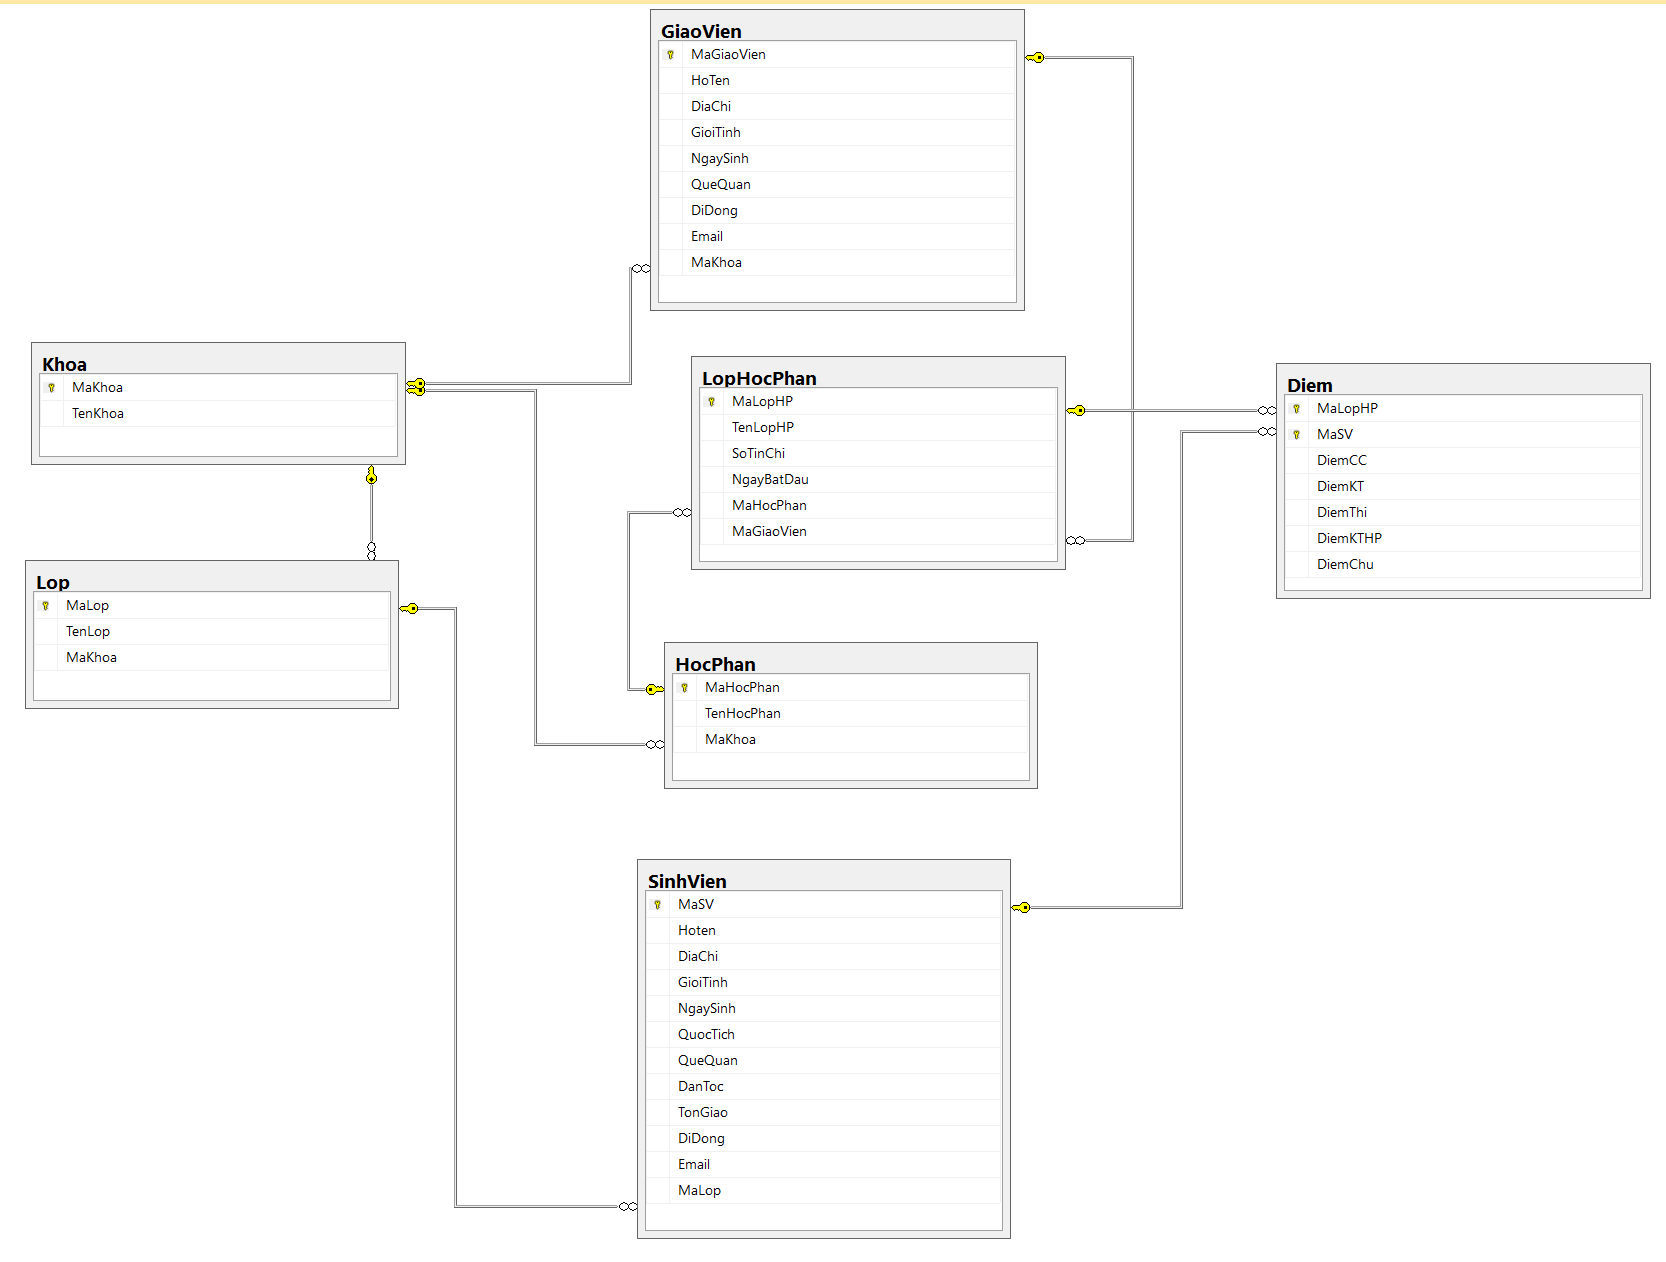 GiaoVien
MaGiaoVien
HoTen
DiaChi
GioiTinh
NgaySinh
QueQuan
DiDong
Email
MaKhoa
Khoa
MaKhoa
TenKhoa
LopHocPhan
MaLopHP
TenLopHP
SoTinChi
NgayBatDau
MaHocPhan
MaGiaoVien
Diem
MaLopHP
MaSV
DiemCC
DiemKT
DiemThi
DiemKTHP
DiemChu
Lop
MaLop
TenLop
MaKhoa
HocPhan
MaHocPhan
TenHocPhan
MaKhoa
SinhVien
MaSV
Hoten
DiaChi
GioiTinh
NgaySinh
QuocTich
QueQuan
DanToc
TonGiao
DiDong
Email
MaLop